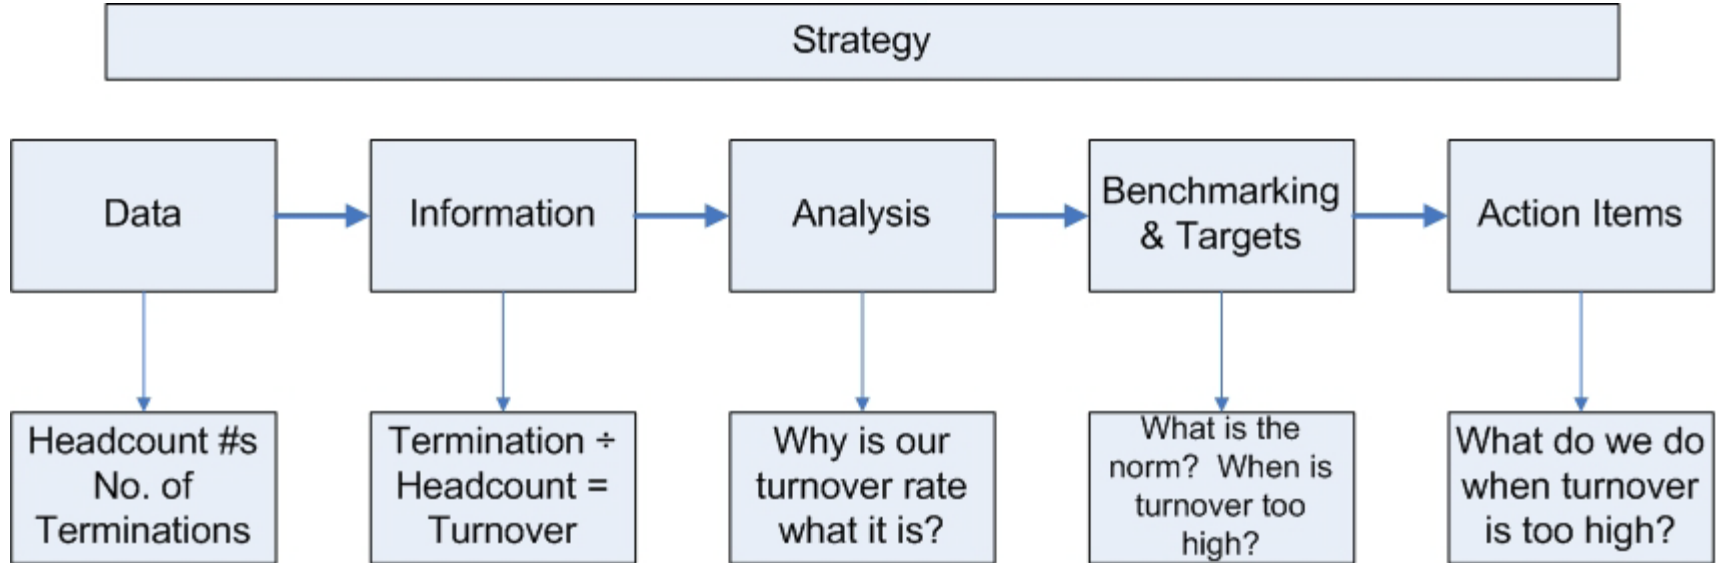 Strategy
Data
Information
Analysis
Benchmarking
& Targets
Action Items
Headcount #s
No. of
Terminations
Termination ÷
Headcount =
Turnover
Why is our
turnover rate
what it is?
What is the
norm?  When is
turnover too
high?
What do we do
when turnover
is too high?